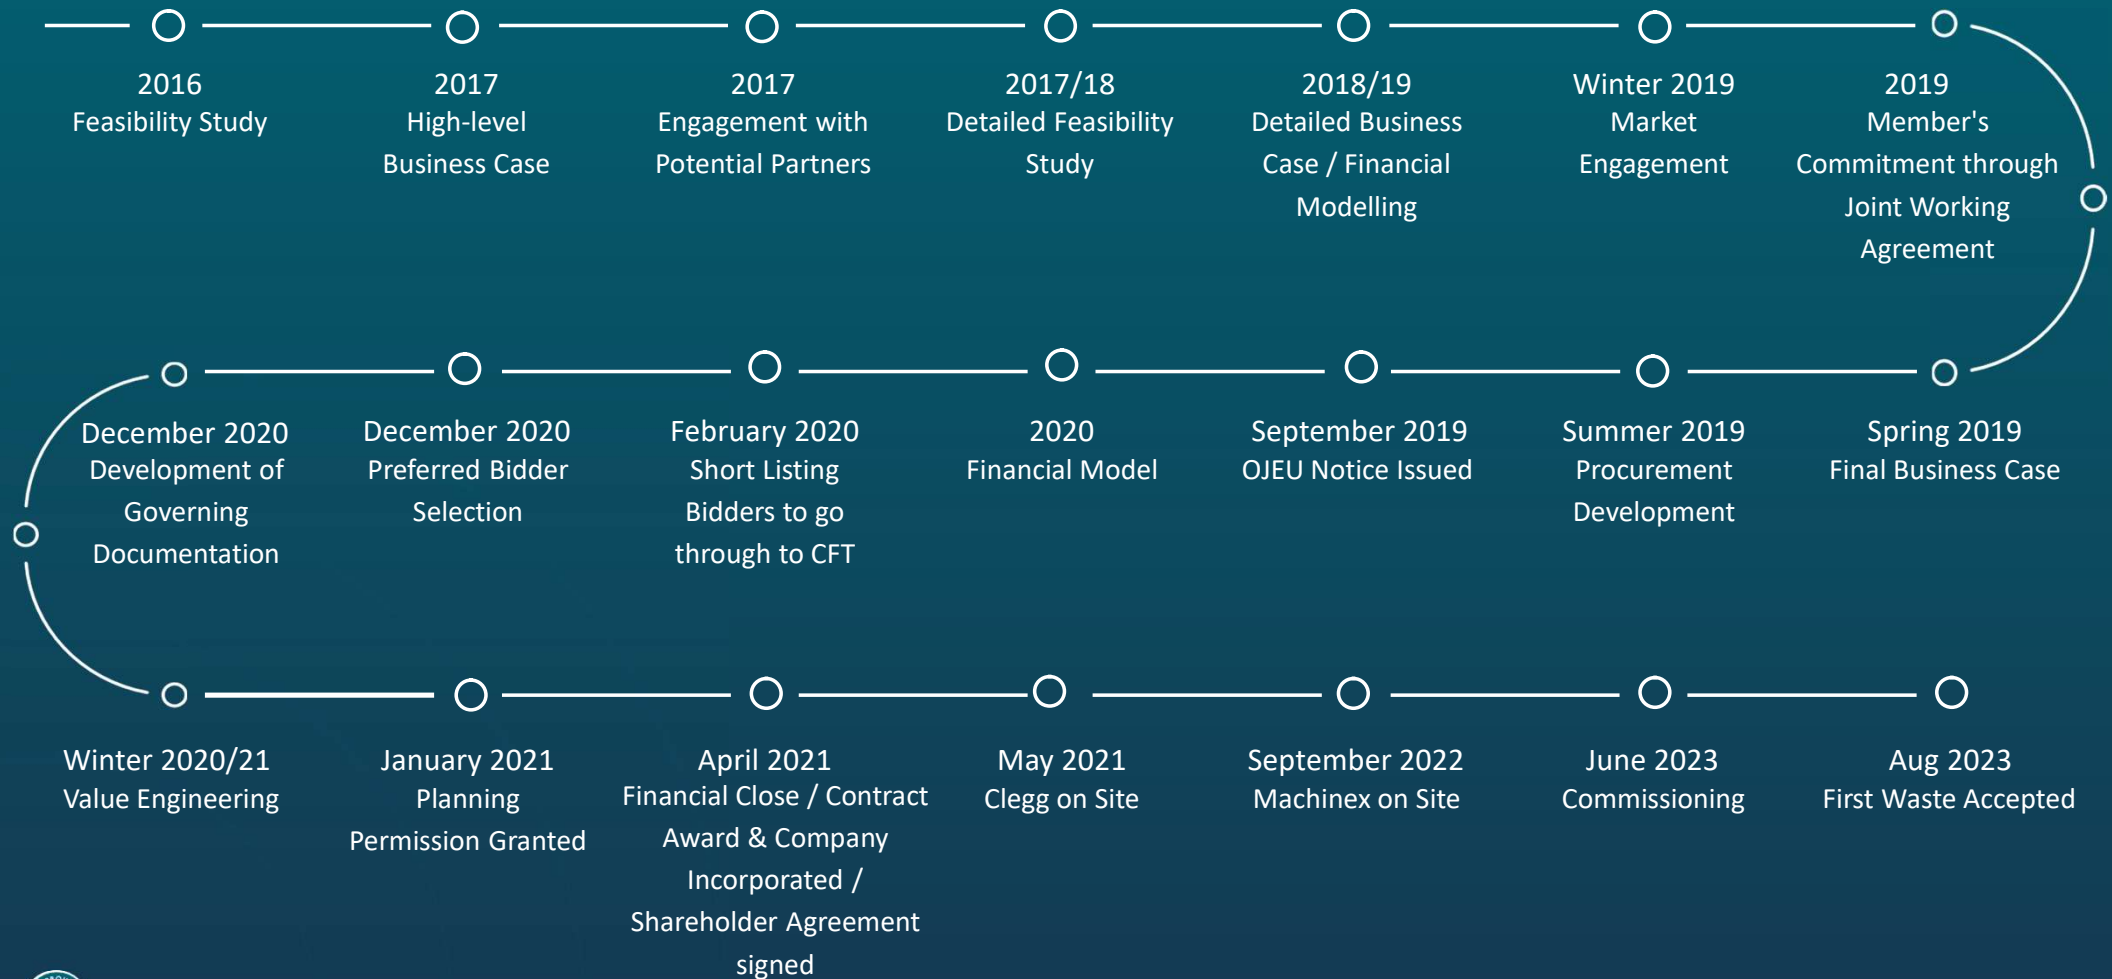 2016
Feasibility Study
2017
High-level
Business Case
2017
Engagement with
Potential Partners
2017/18
Detailed Feasibility
Study
2018/19
Detailed Business
Case / Financial
Modelling
Winter 2019
Market
Engagement
2019
Member's
Commitment through
Joint Working
Agreement
Spring 2019
Final Business Case
Summer 2019
Procurement
Development
September 2019
OJEU Notice Issued
2020
Financial Model
February 2020
Short Listing
Bidders to go
through to CFT
December 2020
Preferred Bidder
Selection
December 2020
Development of
Governing
Documentation
Winter 2020/21
Value Engineering
January 2021
Planning
Permission Granted
April 2021
Financial Close / Contract
Award & Company
Incorporated /
Shareholder Agreement
signed
May 2021
Clegg on Site
September 2022
Machinex on Site
June 2023
Commissioning
Aug 2023
First Waste Accepted